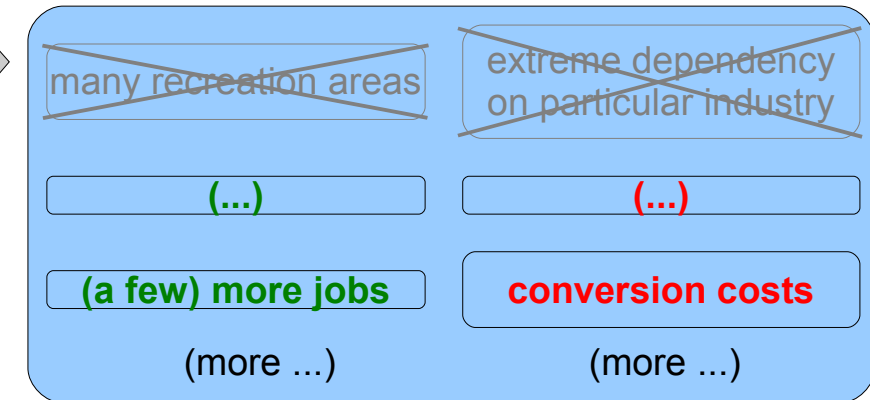 many recreation areas
extreme dependency
on particular industry
(...)
(...)
(a few) more jobs
conversion costs
(more ...)
(more ...)